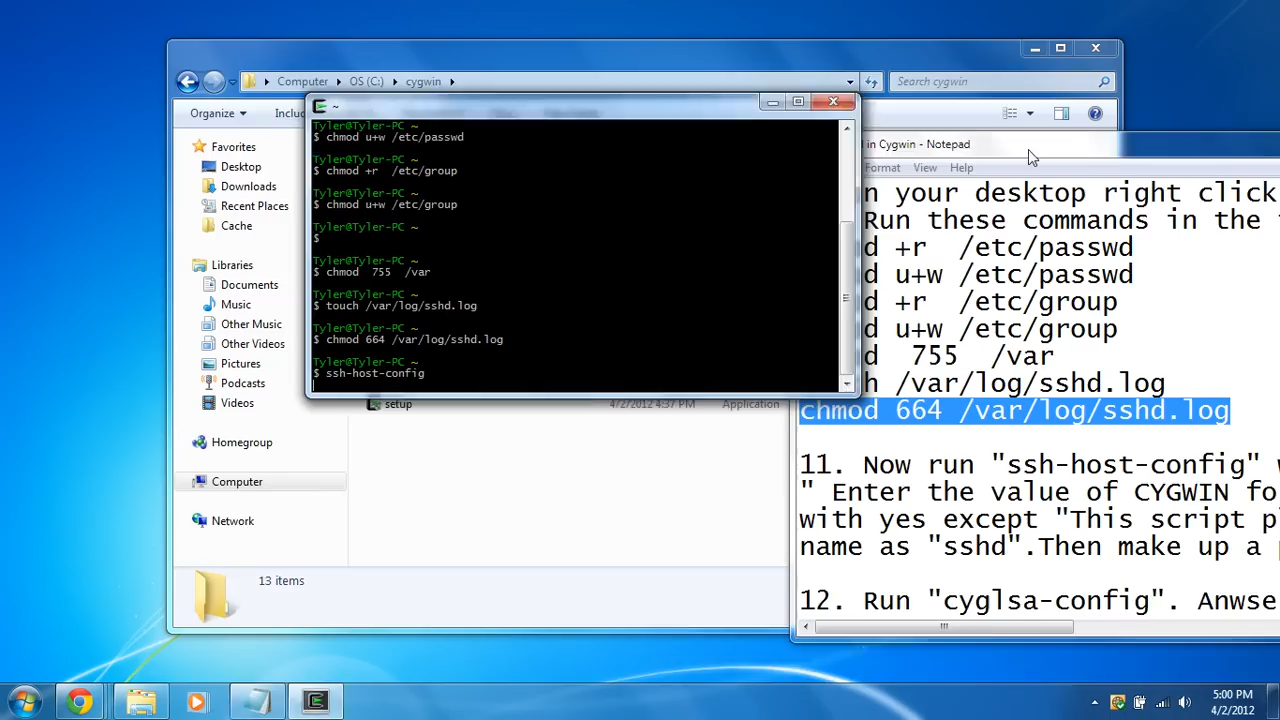 Computer
OS (C:)
cygwin
Search cygwin
Organize
~
in Cygwin - Notepad
Format
View
Help
Favorites
Desktop
Downloads
Recent Places
Cache
Libraries
Documents
Music
Other Music
Other Videos
Pictures
Podcasts
Videos
Homegroup
Computer
Network
Tyler@Tyler-PC ~
$ chmod u+w /etc/passwd
Tyler@Tyler-PC ~
$ chmod +r  /etc/group
Tyler@Tyler-PC ~
$ chmod u+w /etc/group
Tyler@Tyler-PC ~
$
Tyler@Tyler-PC ~
$ chmod  755  /var
Tyler@Tyler-PC ~
$ touch /var/log/sshd.log
Tyler@Tyler-PC ~
$ chmod 664 /var/log/sshd.log
Tyler@Tyler-PC ~
$ ssh-host-config
setup
4/2/2012 4:37 PM
Application
13 items
your desktop right click
Run these commands in the
+r  /etc/passwd
u+w /etc/passwd
+r  /etc/group
u+w /etc/group
755  /var
/var/log/sshd.log
chmod 664 /var/log/sshd.log
11. Now run "ssh-host-config"
" Enter the value of CYGWIN
with yes except "This script
name as "sshd".Then make up a
12. Run "cyglsa-config".
5:00 PM
4/2/2012